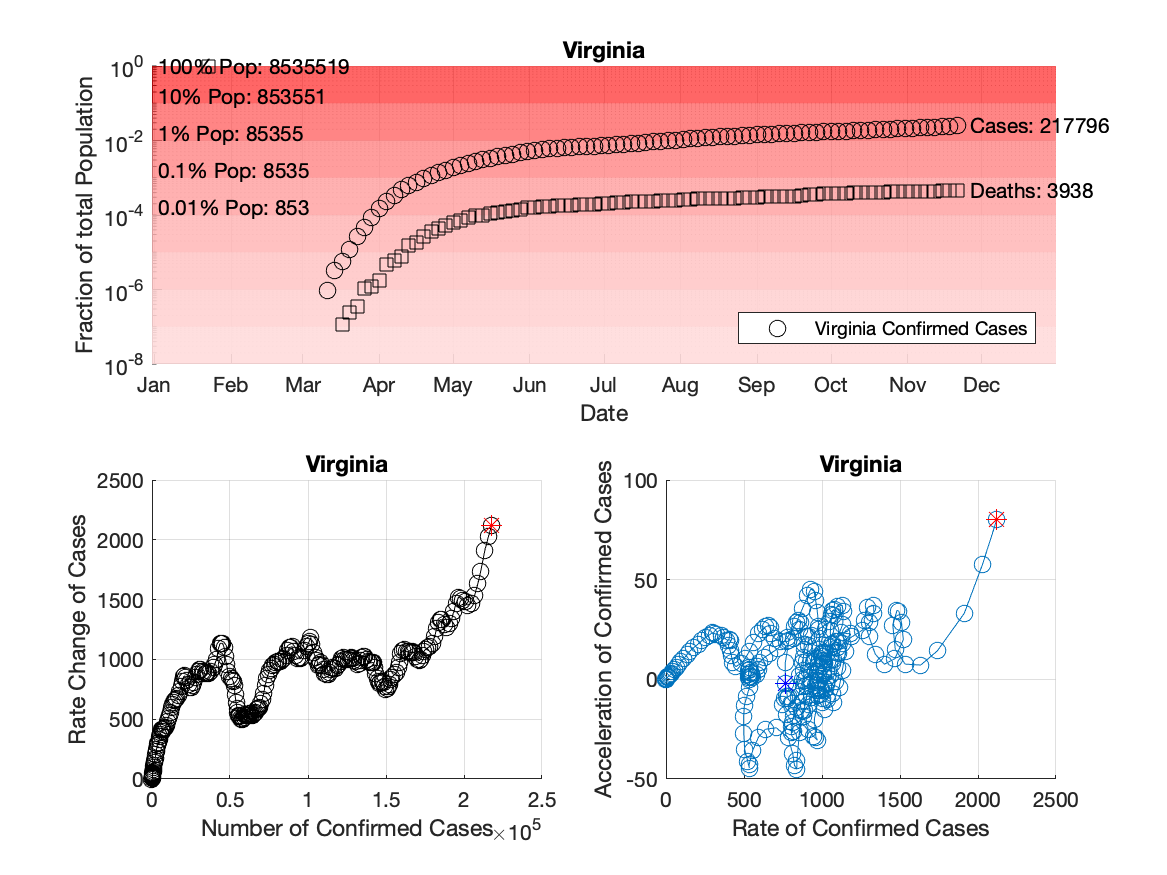 Virginia
Fraction of total Population
10^0
10^-2
10^-4
10^-6
10^-8
100% Pop: 8535519
10% Pop: 853551
1% Pop: 85355
0.1% Pop: 8535
0.01% Pop: 853
Cases: 217796
Deaths: 3938
Virginia Confirmed Cases
Jan Feb Mar Apr May Jun Jul Aug Sep Oct Nov Dec
Date
Virginia
Rate Change of Cases
2500
2000
1500
1000
500
0
0 0.5 1 1.5 2 2.5
Number of Confirmed Cases ×10^5
Virginia
Acceleration of Confirmed Cases
100
50
0
-50
0 500 1000 1500 2000 2500
Rate of Confirmed Cases